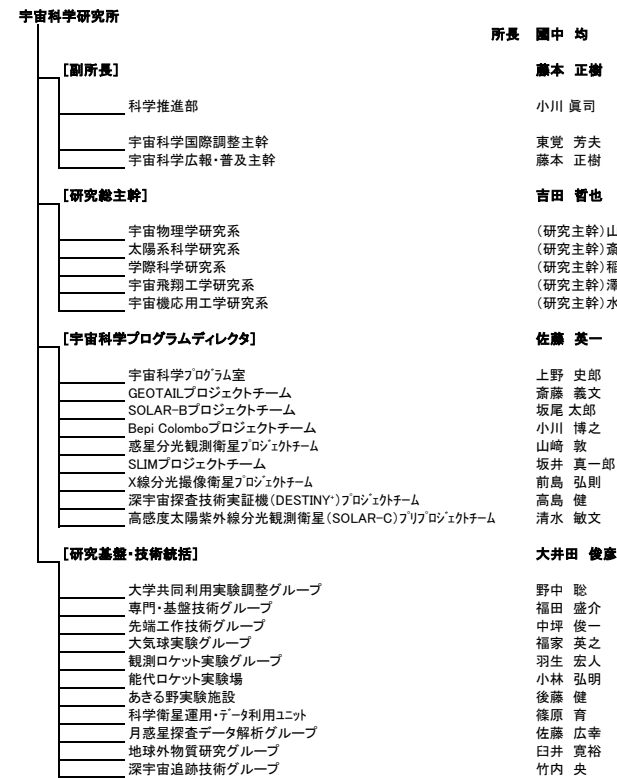 宇宙科学研究所
所長 國中 均
[副所長] 藤本 正樹
科学推進部 小川 眞司
宇宙科学国際調整主幹 東覚 芳夫
宇宙科学広報・普及主幹 藤本 正樹
[研究総主幹] 吉田 哲也
宇宙物理学研究系 (研究主幹)山
太陽系科学研究系 (研究主幹)斎
学際科学研究系 (研究主幹)稲
宇宙飛翔工学研究系 (研究主幹)澤
宇宙機応用工学研究系 (研究主幹)水
[宇宙科学プログラムディレクタ] 佐藤 英一
宇宙科学ﾌﾟﾛｸﾞﾗﾑ室 上野 史郎
GEOTAILプロジェクトチーム 斎藤 義文
SOLAR-Bプロジェクトチーム 坂尾 太郎
Bepi Colomboプロジェクトチーム 小川 博之
惑星分光観測衛星ﾌﾟﾛｼﾞｪｸﾄﾁｰﾑ 山﨑 敦
SLIMプロジェクトチーム 坂井 真一郎
X線分光撮像衛星ﾌﾟﾛｼﾞｪｸﾄﾁｰﾑ 前島 弘則
深宇宙探査技術実証機(DESTINY⁺)ﾌﾟﾛｼﾞｪｸﾄﾁｰﾑ 高島 健
高感度太陽紫外線分光観測衛星(SOLAR-C)ﾌﾟﾘﾌﾟﾛｼﾞｪｸﾄﾁｰﾑ 清水 敏文
[研究基盤・技術統括] 大井田 俊彦
大学共同利用実験調整グループ 野中 聡
専門・基盤技術グループ 福田 盛介
先端工作技術グループ 中坪 俊一
大気球実験グループ 福家 英之
観測ロケット実験グループ 羽生 宏人
能代ロケット実験場 小林 弘明
あきる野実験施設 後藤 健
科学衛星運用・ﾃﾞｰﾀ利用ﾕﾆｯﾄ 篠原 育
月惑星探査データ解析グループ 佐藤 広幸
地球外物質研究グループ 臼井 寛裕
深宇宙追跡技術グループ 竹内 央